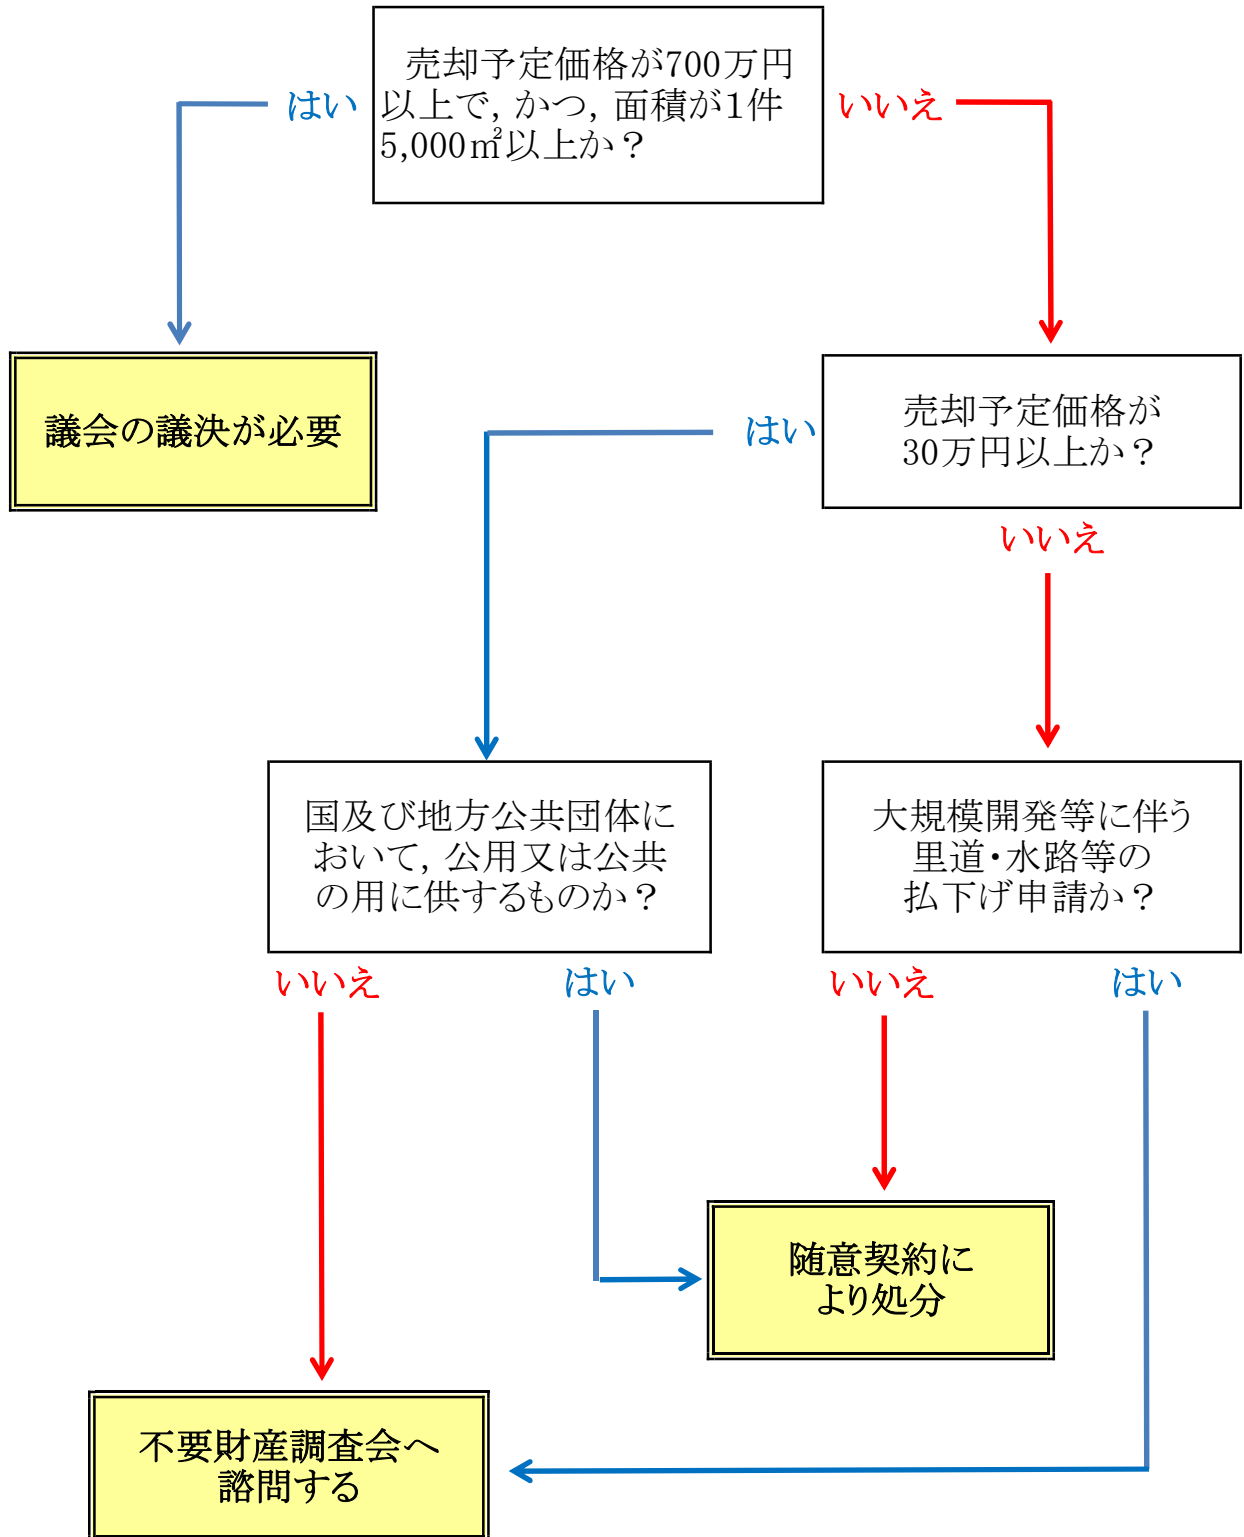 売却予定価格が700万円
以上で，かつ，面積が１件
5,000㎡以上か？
はい
いいえ
議会の議決が必要
売却予定価格が
30万円以上か？
はい
いいえ
国及び地方公共団体に
おいて，公用又は公共
の用に供するものか？
大規模開発等に伴う
里道・水路等の
払下げ申請か？
いいえ
はい
いいえ
はい
随意契約に
より処分
不要財産調査会へ
諮問する